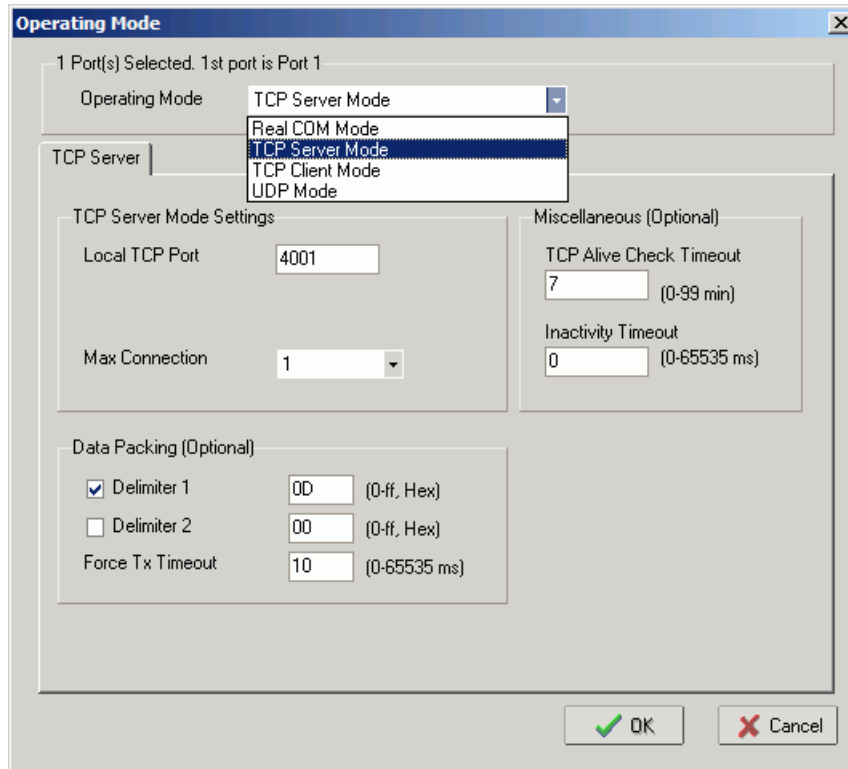 Operating Mode
1 Port(s) Selected. 1st port is Port 1
Operating Mode
TCP Server Mode
Real COM Mode
TCP Server Mode
TCP Client Mode
UDP Mode
TCP Server
TCP Server Mode Settings
Local TCP Port 4001
Max Connection 1
Miscellaneous (Optional)
TCP Alive Check Timeout
7 (0-99 min)
Inactivity Timeout
0 (0-65535 ms)
Data Packing (Optional)
Delimiter 1 0D (0-ff, Hex)
Delimiter 2 00 (0-ff, Hex)
Force Tx Timeout 10 (0-65535 ms)
OK
Cancel